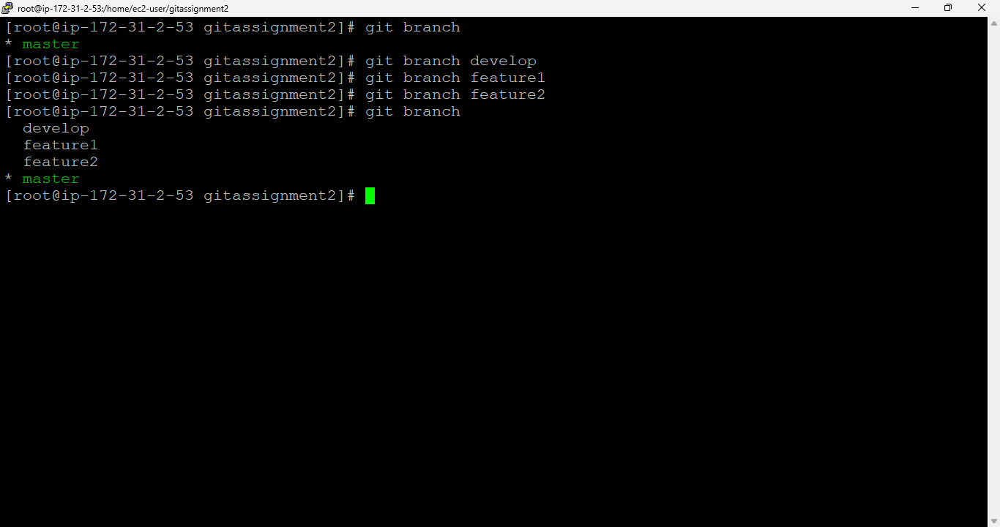 root@ip-172-31-2-53:/home/ec2-user/gitassignment2
[root@ip-172-31-2-53 gitassignment2]# git branch
* master
[root@ip-172-31-2-53 gitassignment2]# git branch develop
[root@ip-172-31-2-53 gitassignment2]# git branch feature1
[root@ip-172-31-2-53 gitassignment2]# git branch feature2
[root@ip-172-31-2-53 gitassignment2]# git branch
  develop
  feature1
  feature2
* master
[root@ip-172-31-2-53 gitassignment2]#